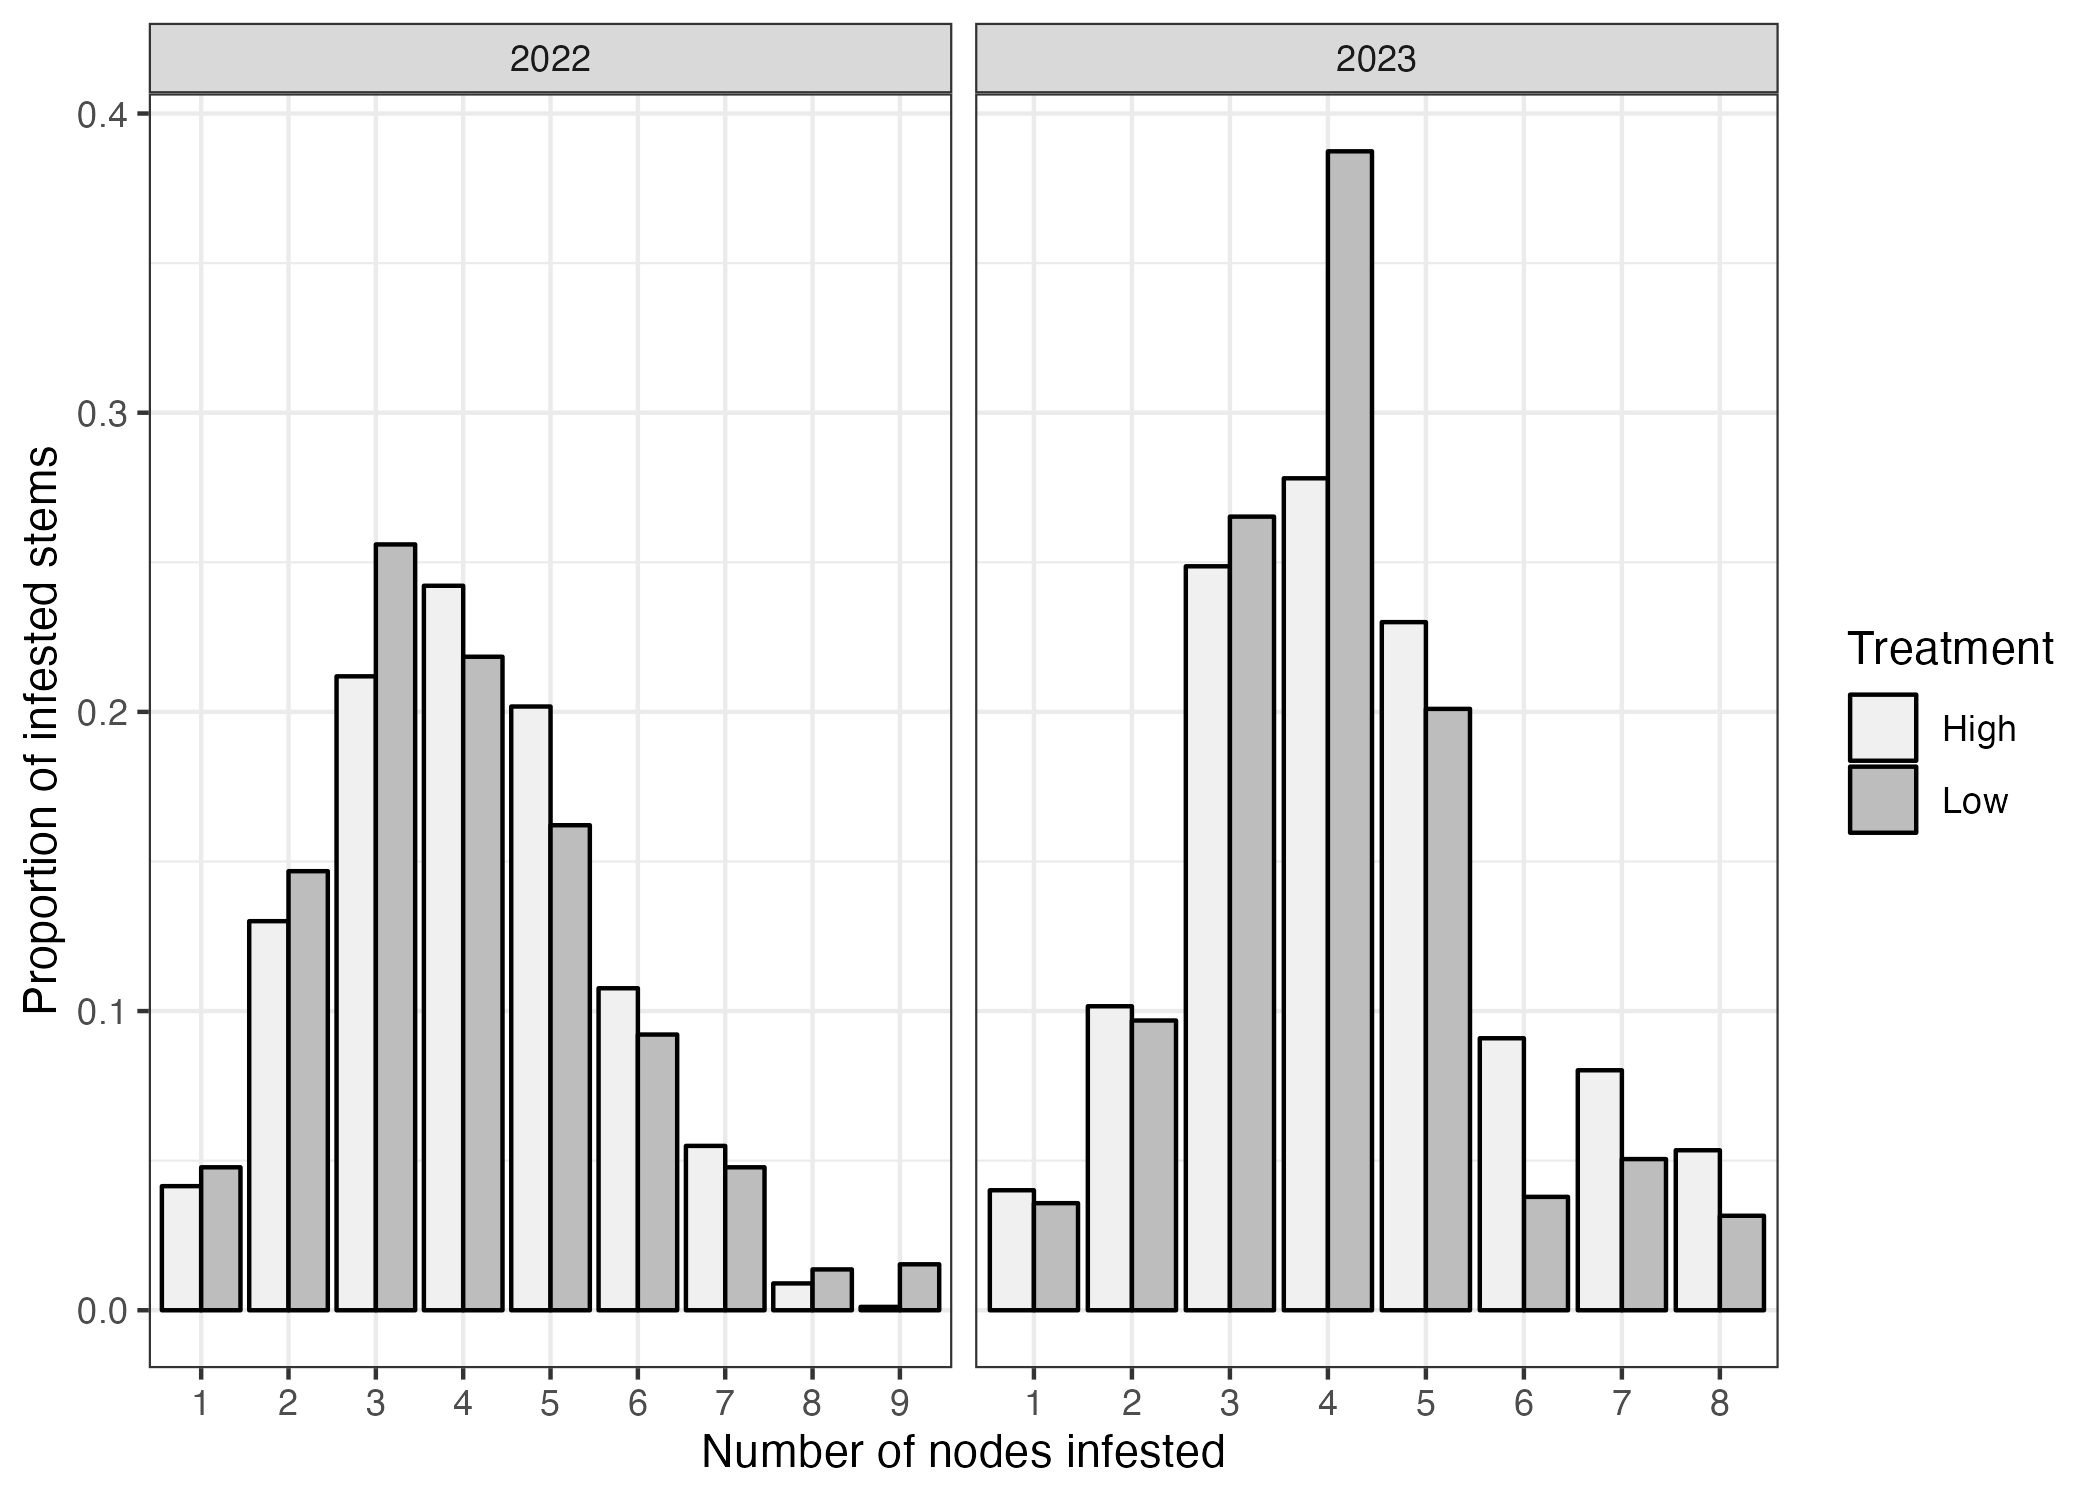 2022
2023
Proportion of infested stems
0.4
0.3
0.2
0.1
0.0
1 2 3 4 5 6 7 8 9
1 2 3 4 5 6 7 8
Number of nodes infested
Treatment
High
Low